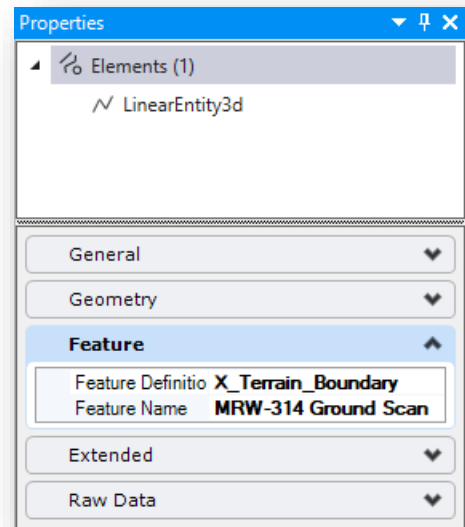 Properties
Elements (1)
LinearEntity3d
General
Geometry
Feature
Feature Definitio X_Terrain_Boundary
Feature Name MRW-314 Ground Scan
Extended
Raw Data